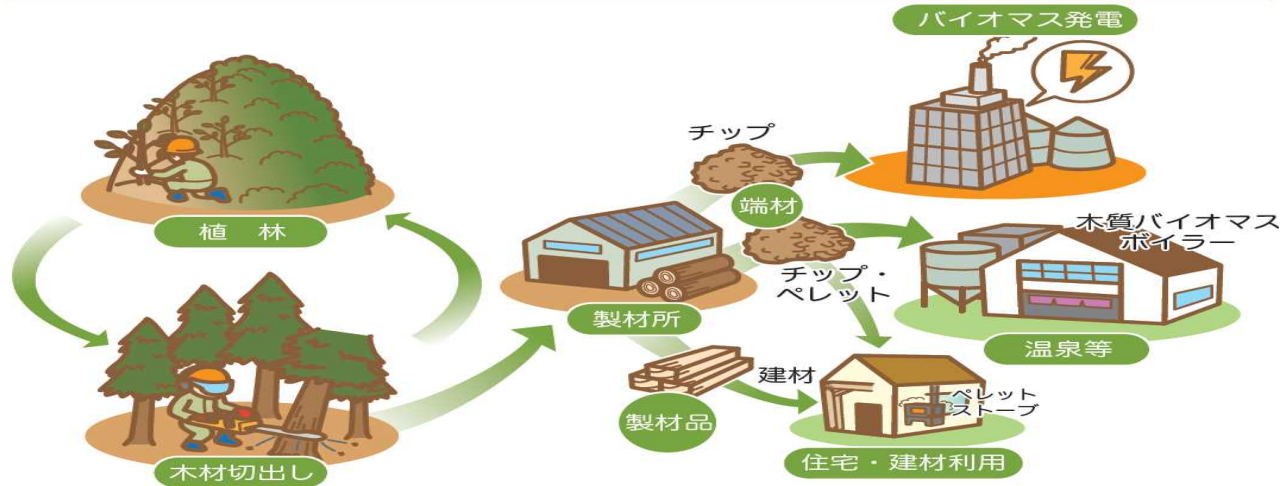 バイオマス発電
チップ
端材
植 林
木質バイオマス
ボイラー
チップ・
ペレット
製材所
温泉等
建材
ペレット
ストーブ
製材品
住宅・建材利用
木材切出し